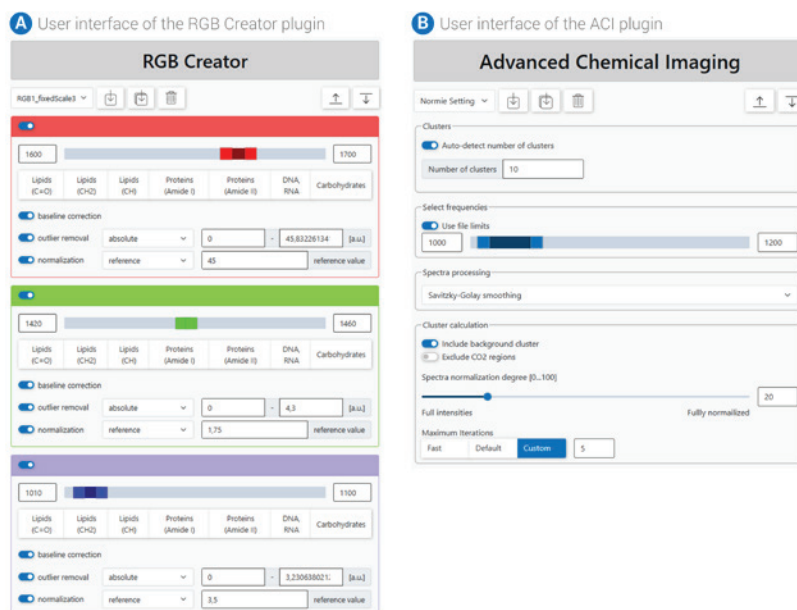 A User interface of the RGB Creator plugin
RGB Creator
RGB1_fixedScale3
1600 1700
Lipids (C=O) Lipids (CH2) Lipids (CH) Proteins (Amide I) Proteins (Amide II) DNA, RNA Carbohydrates
baseline correction
outlier removal absolute 0 - 45,63226134 [a.u.]
normalization reference 45 reference value
1420 1460
Lipids (C=O) Lipids (CH2) Lipids (CH) Proteins (Amide I) Proteins (Amide II) DNA, RNA Carbohydrates
baseline correction
outlier removal absolute 0 - 4,3 [a.u.]
normalization reference 1,75 reference value
1010 1100
Lipids (C=O) Lipids (CH2) Lipids (CH) Proteins (Amide I) Proteins (Amide II) DNA, RNA Carbohydrates
baseline correction
outlier removal absolute 0 - [a.u.]
normalization reference 3,5 reference value
B User interface of the ACI plugin
Advanced Chemical Imaging
Normie Setting
Clusters
Auto-detect number of clusters
Number of clusters 10
Select frequencies
Use file limits
1000 1200
Spectra processing
Savitzky-Golay smoothing
Cluster calculation
Include background cluster
Exclude CO2 regions
Spectra normalization degree [0...100]
20
Full intensities Fullly normalized
Maximum Iterations
Fast Default Custom 5